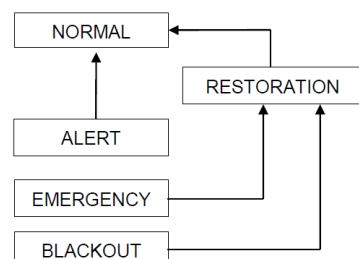 NORMAL
RESTORATION
ALERT
EMERGENCY
BLACKOUT